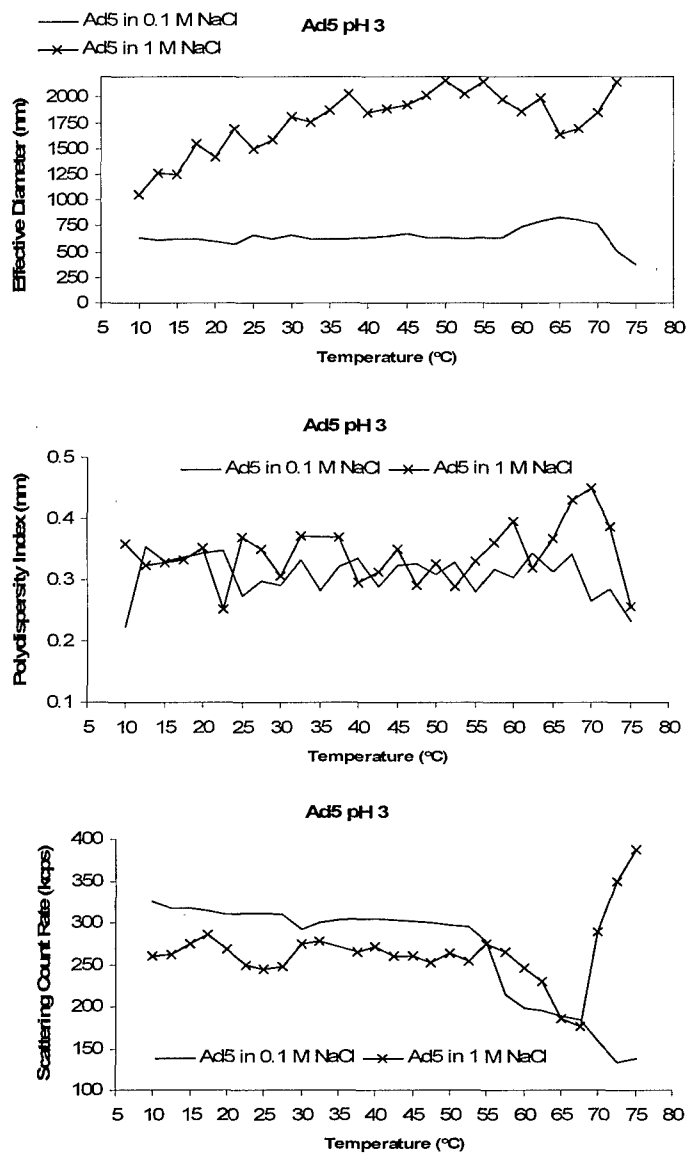 Ad5 in 0.1 M NaCl
Ad5 pH 3
Ad5 in 1 M NaCl
Effective Diameter (nm)
2000
1750
1500
1250
1000
750
500
250
0
5 10 15 20 25 30 35 40 45 50 55 60 65 70 75 80
Temperature (°C)
Ad5 pH 3
Ad5 in 0.1 M NaCl Ad5 in 1 M NaCl
Polydispersity Index (nm)
0.5
0.4
0.3
0.2
0.1
5 10 15 20 25 30 35 40 45 50 55 60 65 70 75 80
Temperature (°C)
Ad5 pH 3
Scattering Count Rate (kcps)
400
350
300
250
200
150
100
Ad5 in 0.1 M NaCl Ad5 in 1 M NaCl
5 10 15 20 25 30 35 40 45 50 55 60 65 70 75 80
Temperature (°C)